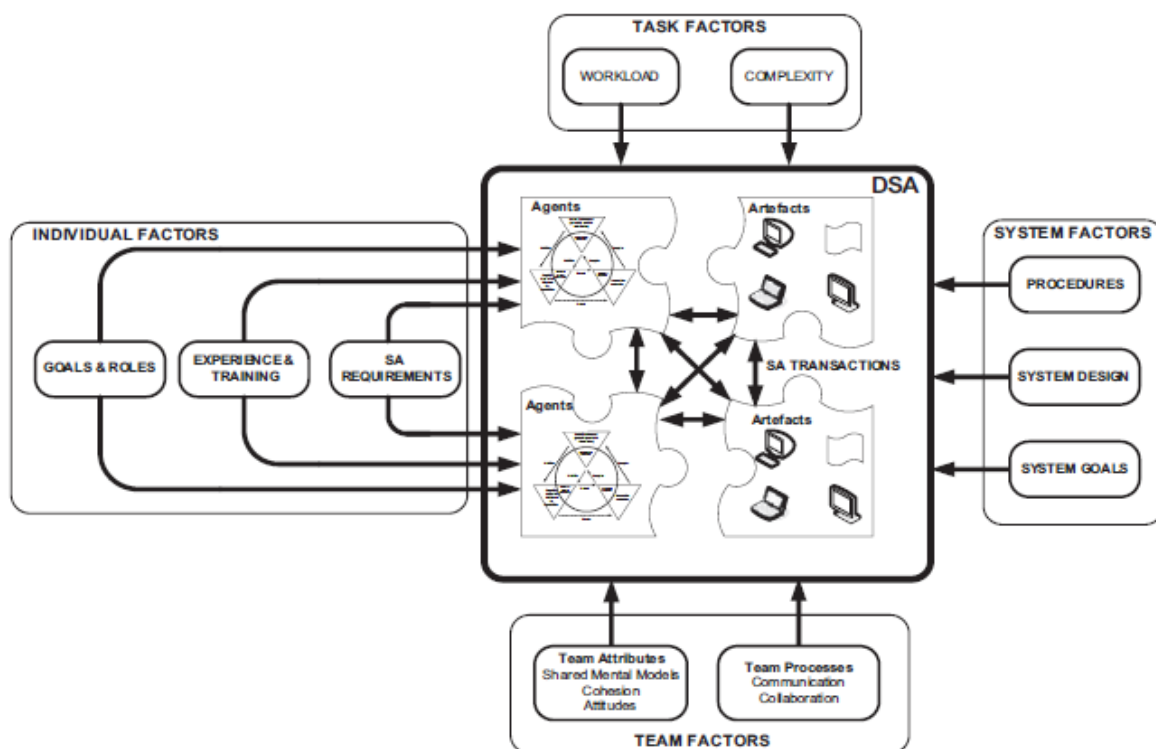 TASK FACTORS
WORKLOAD
COMPLEXITY
DSA
Agents
Artefacts
INDIVIDUAL FACTORS
SYSTEM FACTORS
PROCEDURES
GOALS & ROLES
EXPERIENCE &
TRAINING
SA
REQUIREMENTS
SA TRANSACTIONS
SYSTEM DESIGN
Agents
Artefacts
SYSTEM GOALS
Team Attributes
Shared Mental Models
Cohesion
Attitudes
Team Processes
Communication
Collaboration
TEAM FACTORS